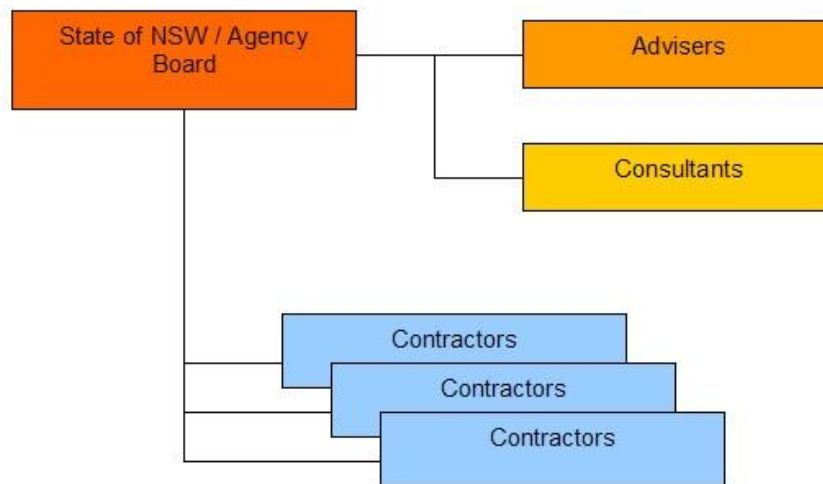 State of NSW / Agency
Board
Advisers
Consultants
Contractors
Contractors
Contractors